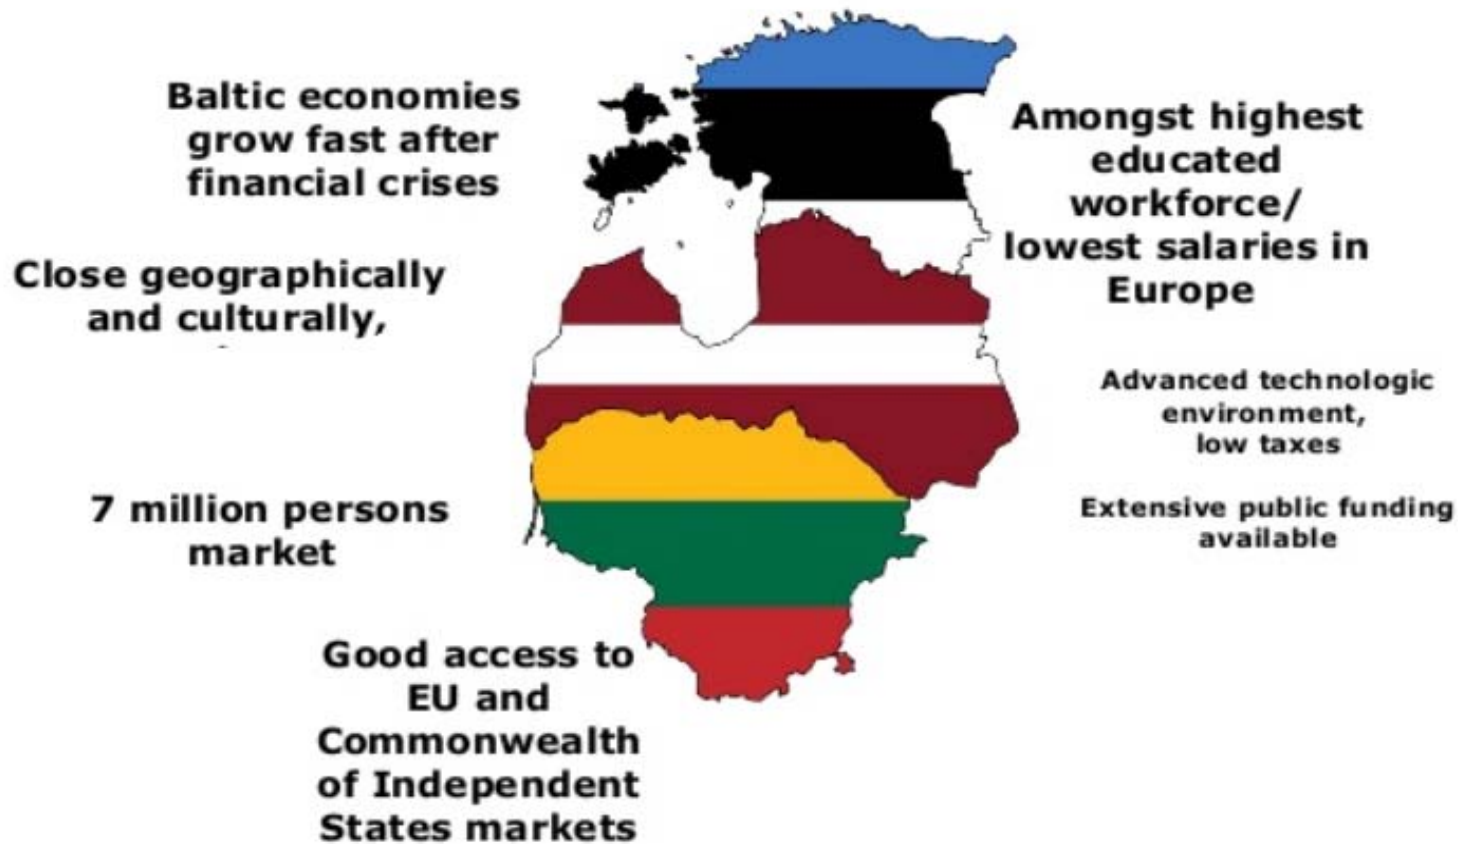 Baltic economies
grow fast after
financial crises
Close geographically
and culturally,
7 million persons
market
Good access to
EU and
Commonwealth
of Independent
States markets
Amongst highest
educated
workforce/
lowest salaries in
Europe
Advanced technologic
environment,
low taxes
Extensive public funding
available